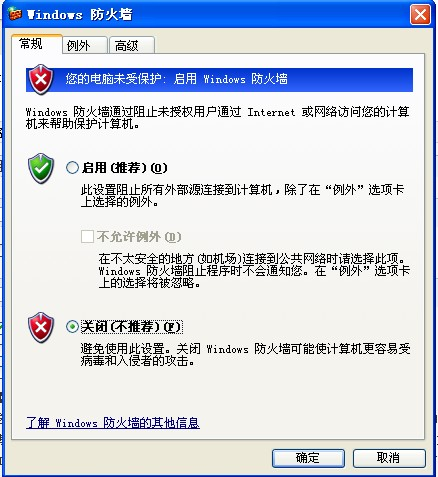 Windows 防火墙
常规 例外 高级
您的电脑未受保护: 启用 Windows 防火墙
Windows 防火墙通过阻止未授权用户通过 Internet 或网络访问您的计算
机来帮助保护计算机。
启用(推荐)(O)
此设置阻止所有外部源连接到计算机，除了在“例外”选项卡
上选择的例外。
不允许例外(D)
在不太安全的地方(如机场)连接到公共网络时请选择此项。
Windows 防火墙阻止程序时不会通知您。在“例外”选项卡
上的选择将被忽略。
关闭(不推荐)(F)
避免使用此设置。关闭 Windows 防火墙可能使计算机更容易受
病毒和入侵者的攻击。
了解 Windows 防火墙的其他信息
确定 取消